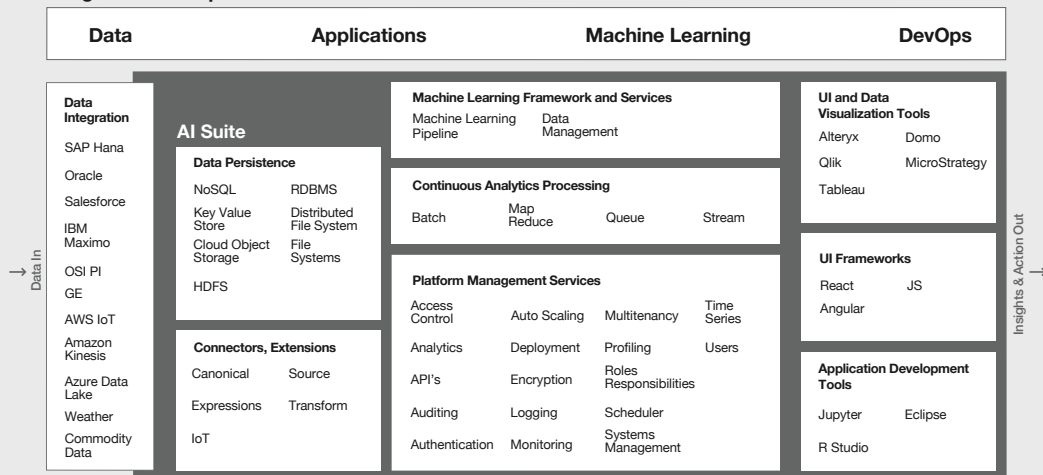 Data Applications Machine Learning DevOps
Data In
Data
Integration
SAP Hana
Oracle
Salesforce
IBM
Maximo
OSI PI
GE
AWS IoT
Amazon
Kinesis
Azure Data
Lake
Weather
Commodity
Data
AI Suite
Data Persistence
NoSQL RDBMS
Key Value
Store
Distributed
File System
Cloud Object
Storage
File
Systems
HDFS
Connectors, Extensions
Canonical Source
Expressions Transform
IoT
Machine Learning Framework and Services
Machine Learning
Pipeline
Data
Management
Continuous Analytics Processing
Batch
Map
Reduce
Queue
Stream
Platform Management Services
Access
Control
Auto Scaling
Multitenancy
Time
Series
Analytics Deployment Profiling Users
API's Encryption
Roles
Responsibilities
Auditing Logging Scheduler
Authentication Monitoring
Systems
Management
UI and Data
Visualization Tools
Alteryx Domo
Qlik MicroStrategy
Tableau
UI Frameworks
React JS
Angular
Application Development
Tools
Jupyter Eclipse
R Studio
Insights & Action Out